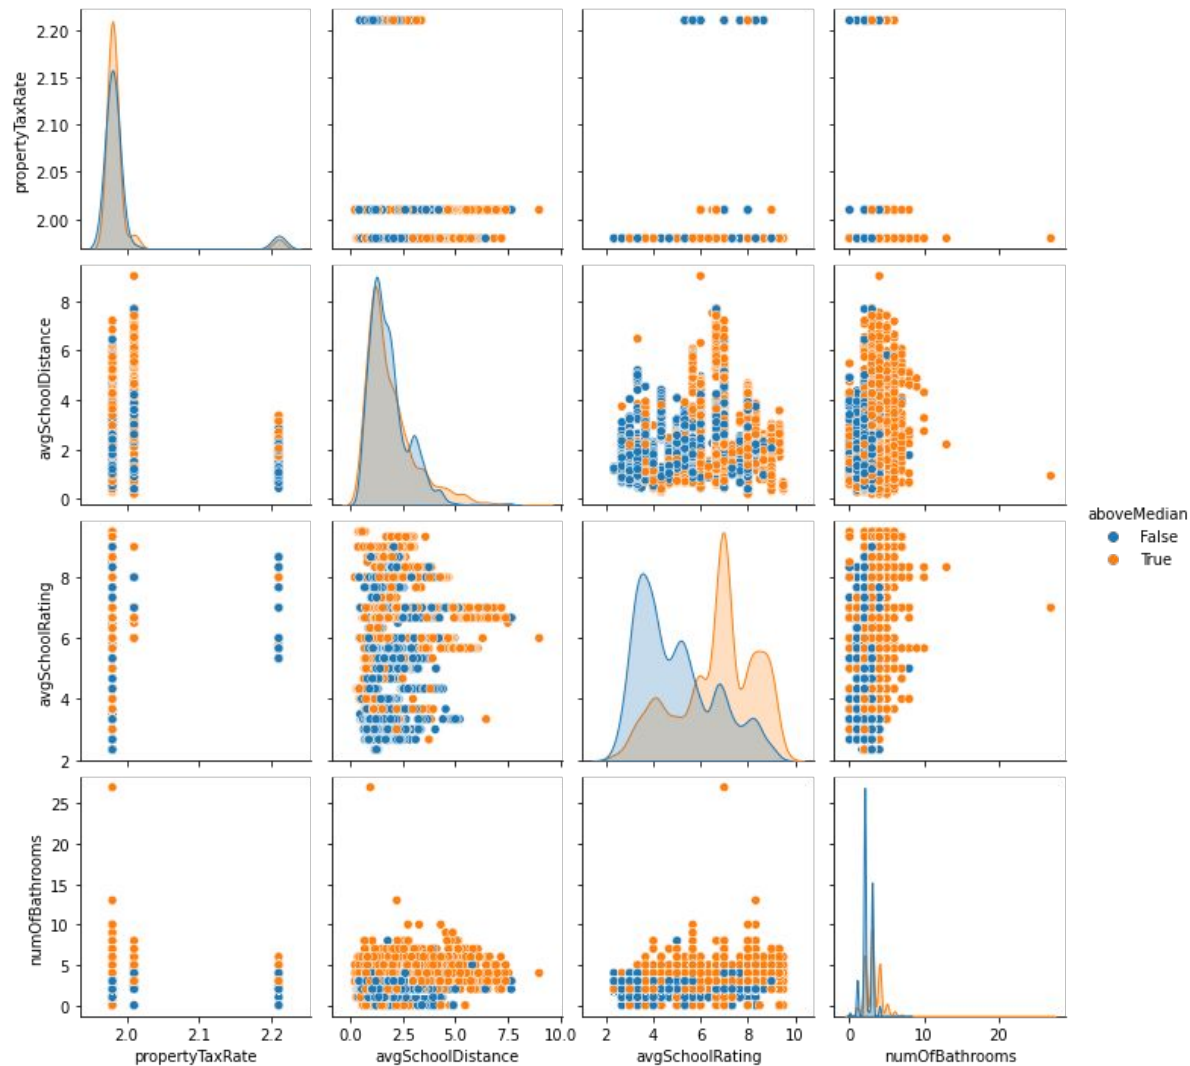 2.20
2.15
2.10
2.05
2.00
propertyTaxRate
8
6
4
2
0
avgSchoolDistance
aboveMedian
False
True
8
6
4
2
avgSchoolRating
25
20
15
10
5
0
numOfBathrooms
2.0 2.1 2.2 0.0 2.5 5.0 7.5 10.0 2 4 6 8 10 0 10 20
propertyTaxRate avgSchoolDistance avgSchoolRating numOfBathrooms